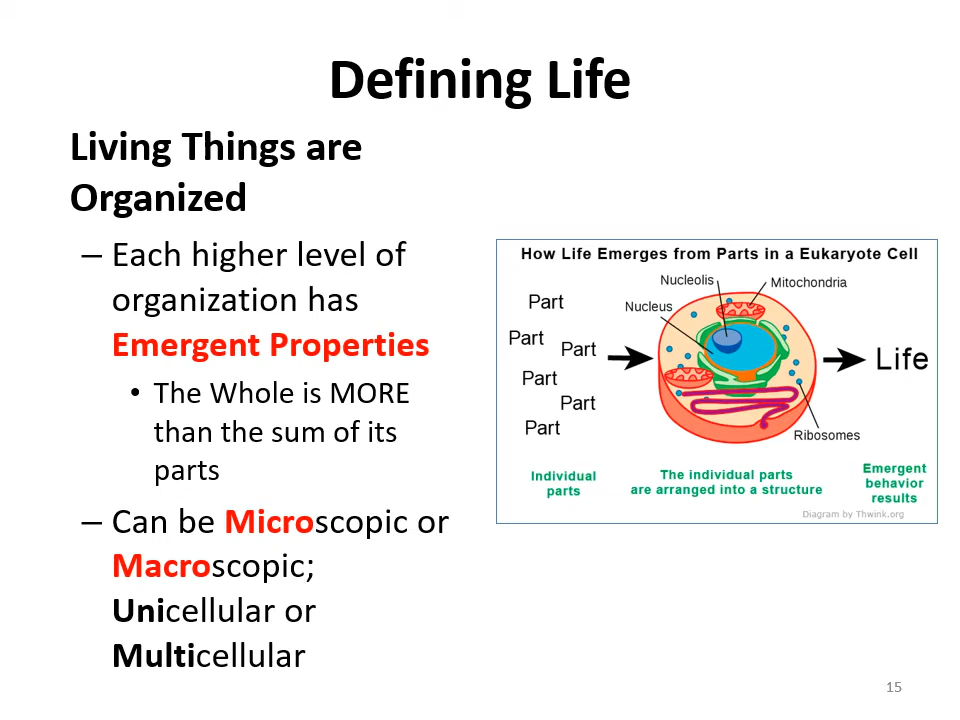 Defining Life
Living Things are
Organized
– Each higher level of
organization has
Emergent Properties
• The Whole is MORE
than the sum of its
parts
– Can be Microscopic or
Macroscopic;
Unicellular or
Multicellular
How Life Emerges from Parts in a Eukaryote Cell
Nucleolis
Mitochondria
Nucleus
Part
Part
Part
Part
Part
Part
Life
Ribosomes
Individual
parts
The individual parts
are arranged into a structure
Emergent
behavior
results
Diagram by Thwink.org
15